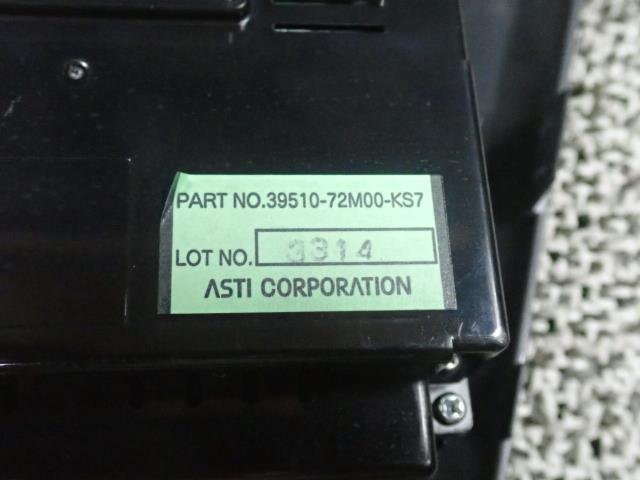 PART NO.39510-72M00-KS7
LOT NO. 3314
ASTI CORPORATION